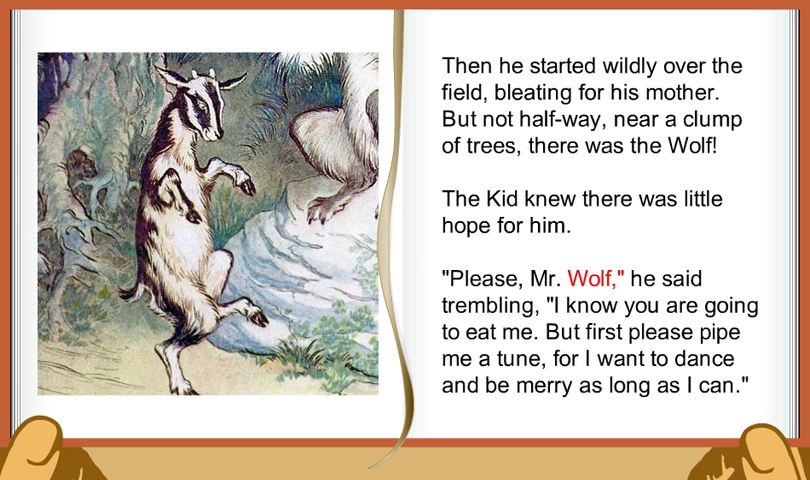 Then he started wildly over the
field, bleating for his mother.
But not half-way, near a clump
of trees, there was the Wolf!
The Kid knew there was little
hope for him.
"Please, Mr. Wolf," he said
trembling, "I know you are going
to eat me. But first please pipe
me a tune, for I want to dance
and be merry as long as I can."